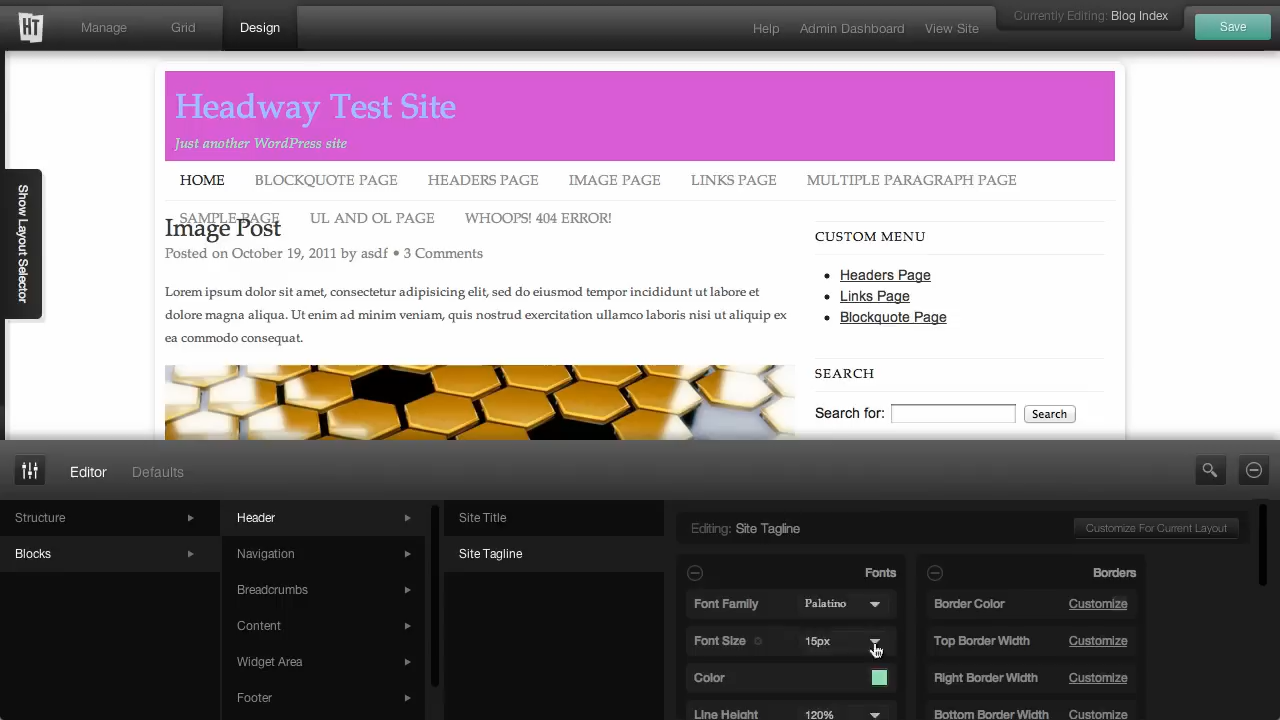 HT Manage Grid Design Help Admin Dashboard View Site Currently Editing: Blog Index Save
Headway Test Site
Just another WordPress site
HOME BLOCKQUOTE PAGE HEADERS PAGE IMAGE PAGE LINKS PAGE MULTIPLE PARAGRAPH PAGE
SAMPLE PAGE UL AND OL PAGE WHOOPS! 404 ERROR!
Show Layout Selector
Image Post
Posted on October 19, 2011 by asdf • 3 Comments
Lorem ipsum dolor sit amet, consectetur adipisicing elit, sed do eiusmod tempor incididunt ut labore et
dolore magna aliqua. Ut enim ad minim veniam, quis nostrud exercitation ullamco laboris nisi ut aliquip ex
ea commodo consequat.
CUSTOM MENU
• Headers Page
• Links Page
• Blockquote Page
SEARCH
Search for: Search
Editor Defaults
Structure
Blocks
Header
Navigation
Breadcrumbs
Content
Widget Area
Footer
Site Title
Site Tagline
Editing: Site Tagline Customize For Current Layout
Fonts
Font Family Palatino
Font Size 15px
Color
Line Height 120%
Borders
Border Color Customize
Top Border Width Customize
Right Border Width Customize
Bottom Border Width Customize